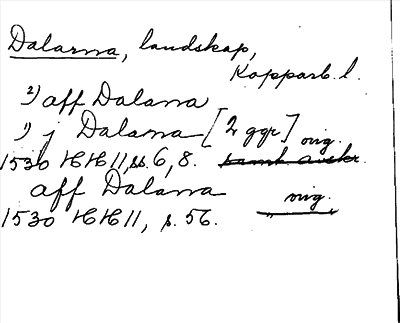 Dalarna, landskap,
Kopparb. l.
2) aff Dalarna
1) j Dalarna [2 ggr] orig.
1530 HH 11, ss. 6, 8. samt avskr.
aff Dalarna orig.
1530 HH 11, s. 56.